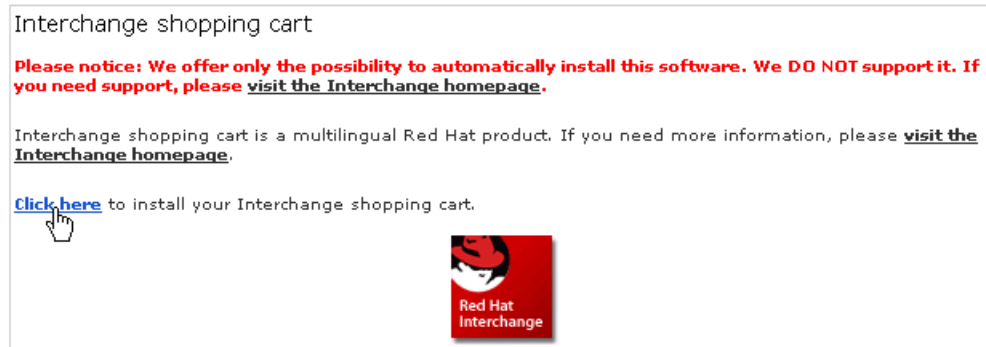 Interchange shopping cart
Please notice: We offer only the possibility to automatically install this software. We DO NOT support it. If
you need support, please visit the Interchange homepage.
Interchange shopping cart is a multilingual Red Hat product. If you need more information, please visit the
Interchange homepage.
Click here to install your Interchange shopping cart.
Red Hat
Interchange